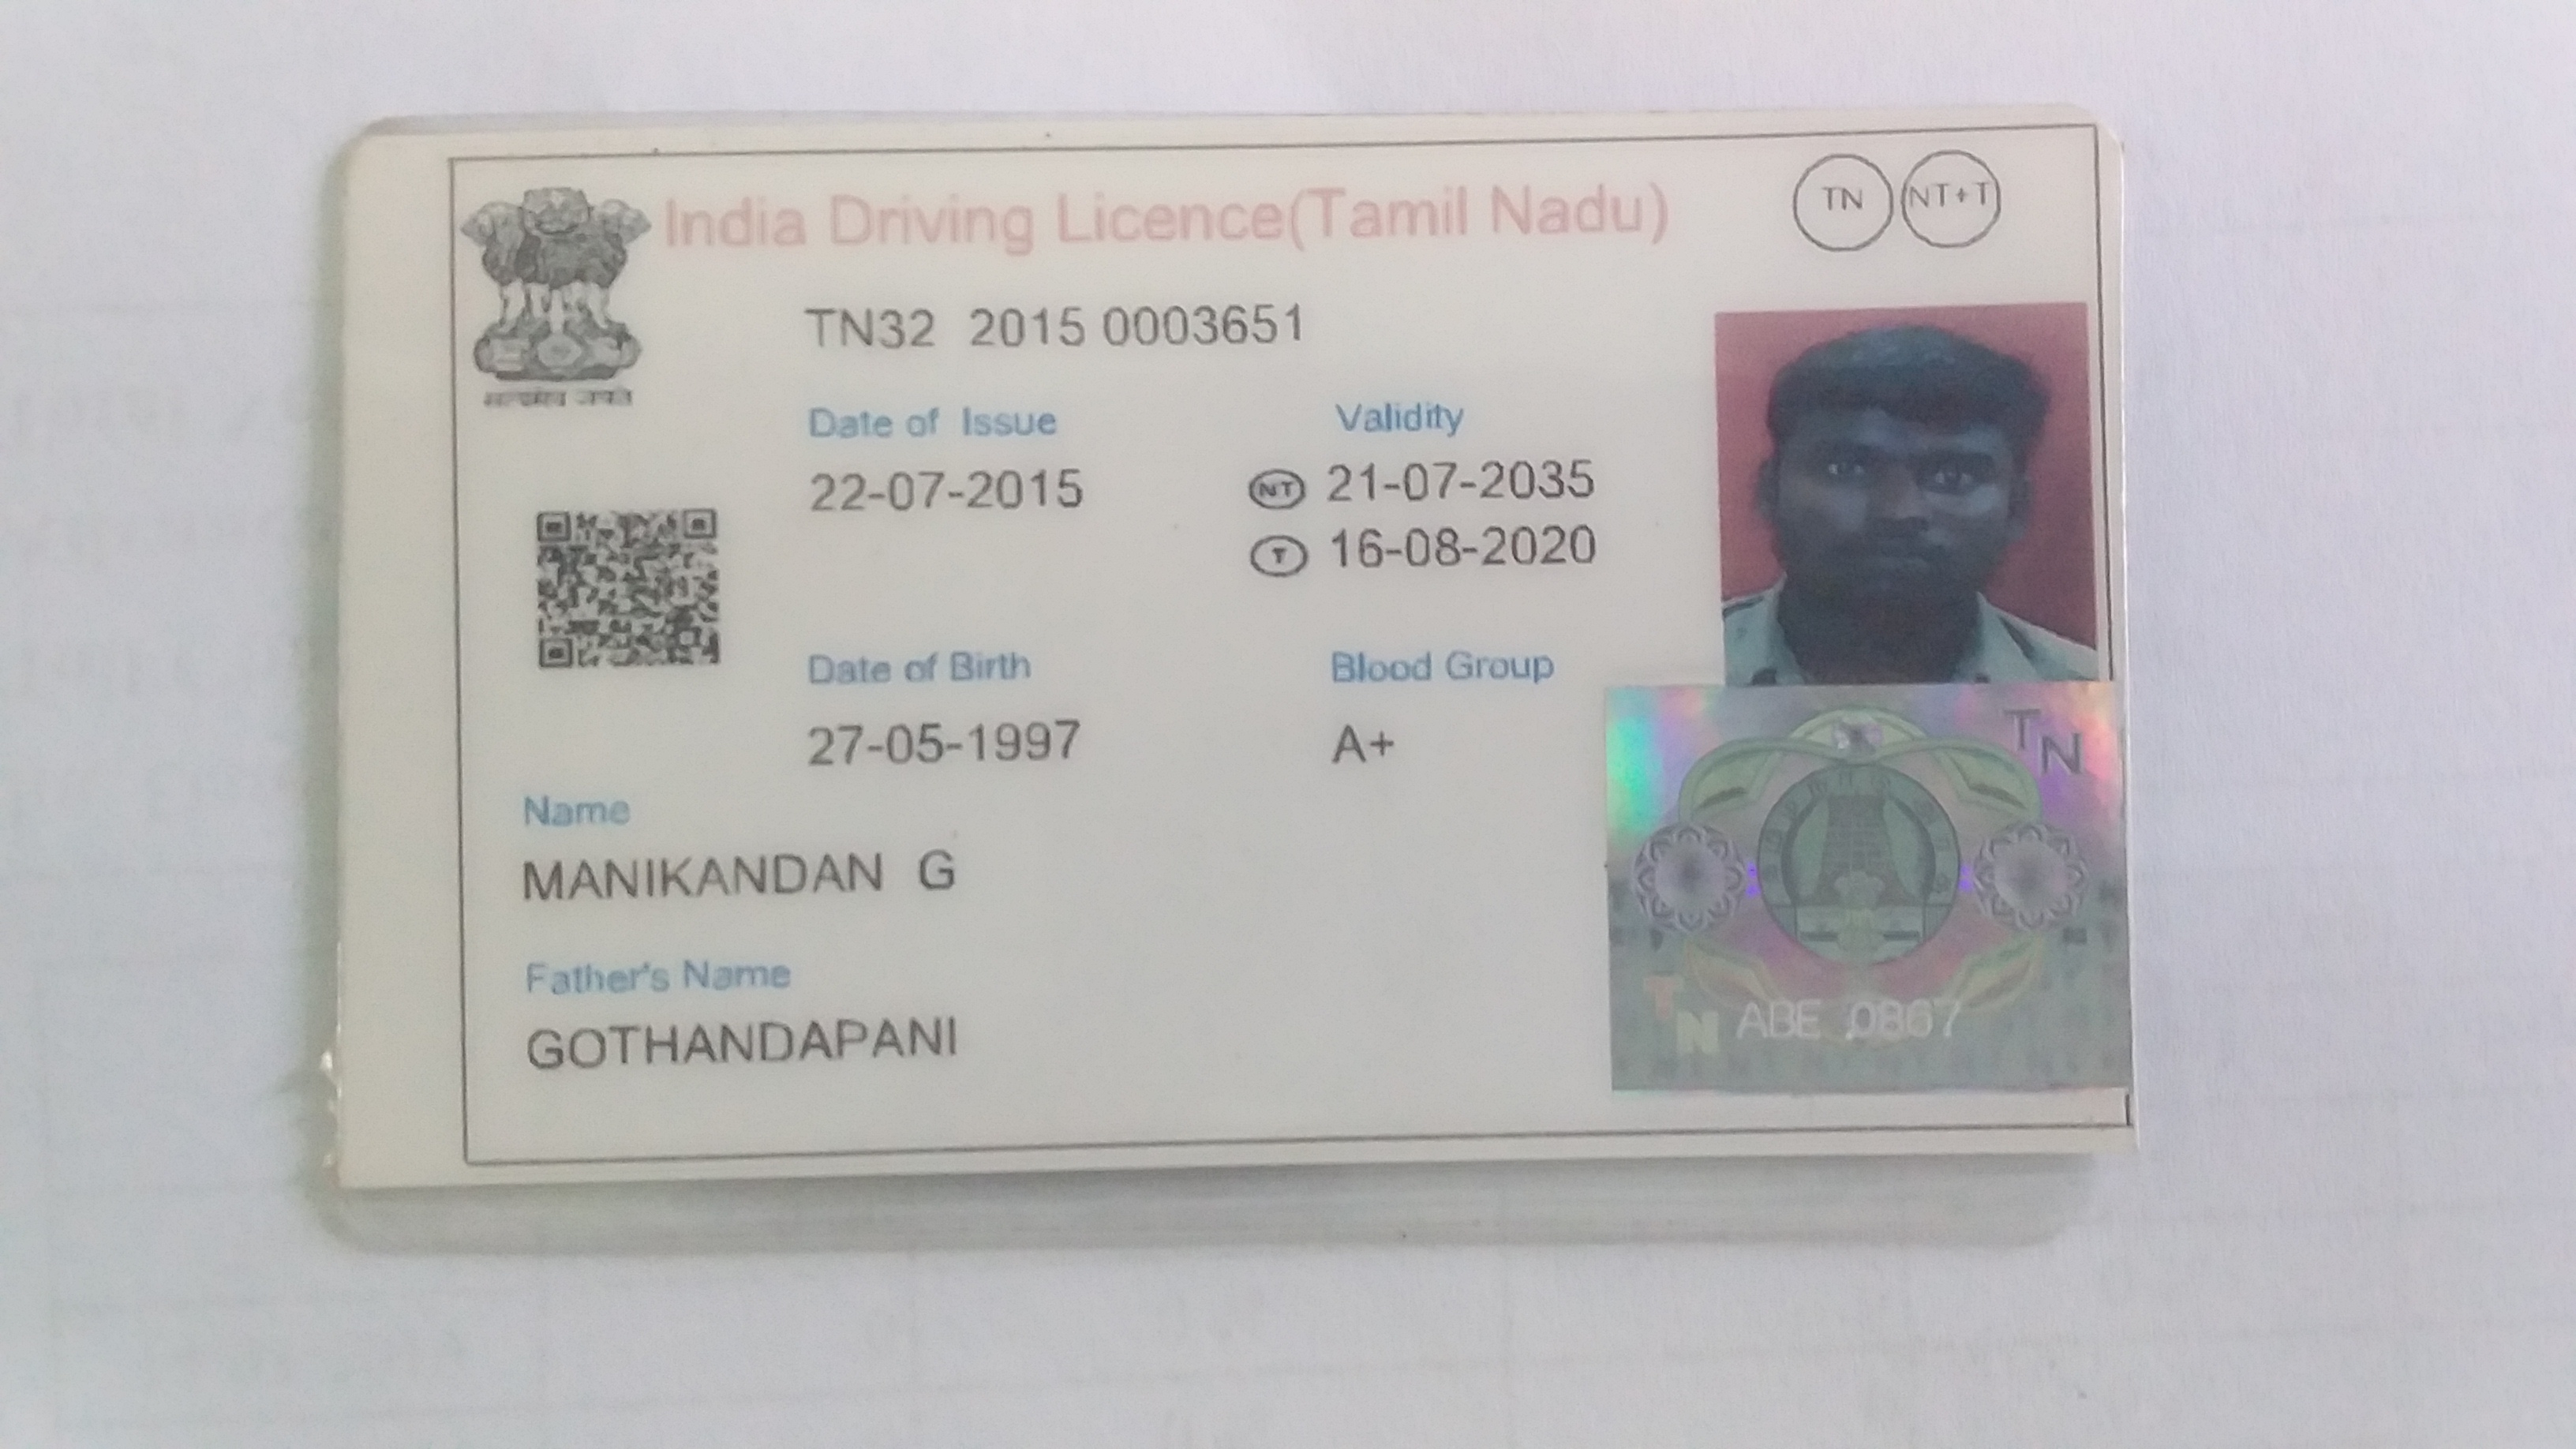 India Driving Licence(Tamil Nadu)
TN
NT+T
TN32 2015 0003651
Date of Issue
Validity
22-07-2015
NT 21-07-2035
T 16-08-2020
Date of Birth
Blood Group
27-05-1997
A+
Name
MANIKANDAN G
Father's Name
GOTHANDAPANI
TN
TN ABE 0867